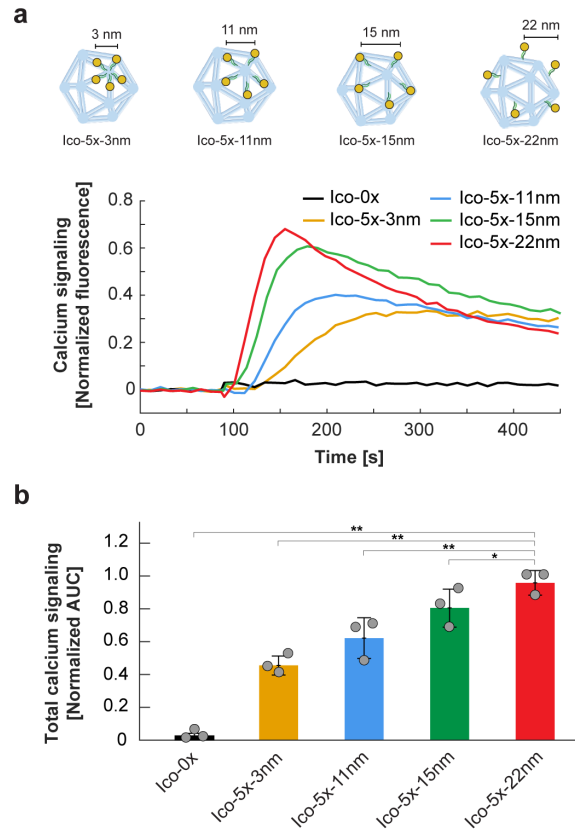 a
3 nm
11 nm
15 nm
22 nm
Ico-5x-3nm
Ico-5x-11nm
Ico-5x-15nm
Ico-5x-22nm
Calcium signaling
[Normalized fluorescence]
0.8
0.6
0.4
0.2
0
Ico-0x
Ico-5x-3nm
Ico-5x-11nm
Ico-5x-15nm
Ico-5x-22nm
0 100 200 300 400
Time [s]
b
Total calcium signaling
[Normalized AUC]
1.2
1.0
0.8
0.6
0.4
0.2
0
**
**
**
*
Ico-0x
Ico-5x-3nm
Ico-5x-11nm
Ico-5x-15nm
Ico-5x-22nm